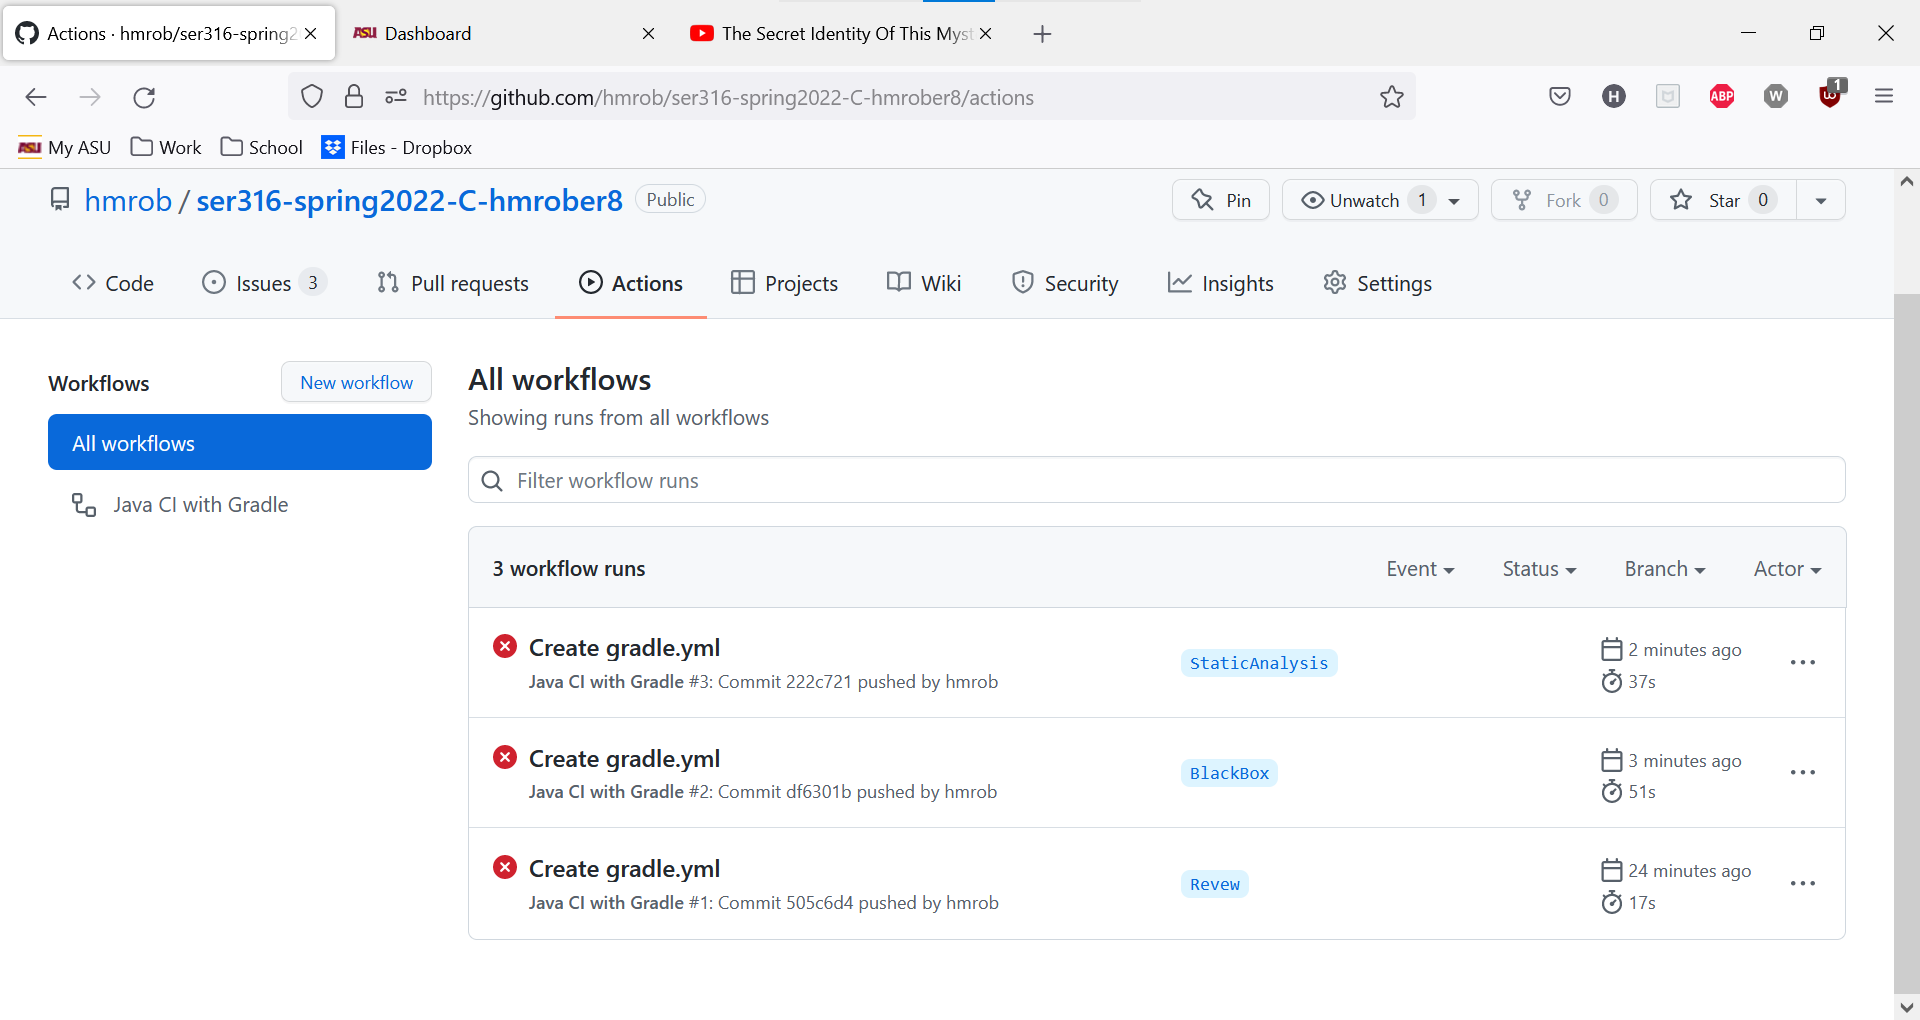 Actions · hmrob/ser316-spring2
ASU Dashboard
The Secret Identity Of This Myst
https://github.com/hmrob/ser316-spring2022-C-hmrober8/actions
H
ABP
W
1
ASU My ASU
Work
School
Files - Dropbox
hmrob / ser316-spring2022-C-hmrober8 Public
Pin
Unwatch 1
Fork 0
Star 0
Code
Issues 3
Pull requests
Actions
Projects
Wiki
Security
Insights
Settings
Workflows
New workflow
All workflows
Java CI with Gradle
All workflows
Showing runs from all workflows
Filter workflow runs
3 workflow runs
Event
Status
Branch
Actor
Create gradle.yml
Java CI with Gradle #3: Commit 222c721 pushed by hmrob
StaticAnalysis
2 minutes ago
37s
Create gradle.yml
Java CI with Gradle #2: Commit df6301b pushed by hmrob
BlackBox
3 minutes ago
51s
Create gradle.yml
Java CI with Gradle #1: Commit 505c6d4 pushed by hmrob
Revew
24 minutes ago
17s